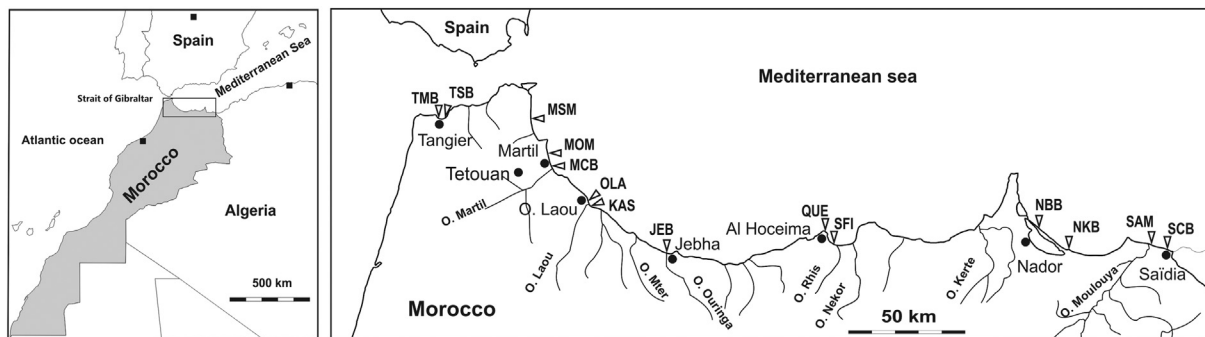 Spain
Mediterranean Sea
Strait of Gibraltar
Atlantic ocean
Morocco
Algeria
500 km
Spain
Mediterranean sea
TMB
TSB
MSM
Tangier
Martil
MOM
MCB
Tetouan
OLA
KAS
O. Martil
O. Laou
O. Laou
JEB
Jebha
Al Hoceima
QUE
SFI
NBB
NKB
SAM
SCB
Nador
Saïdia
O. Mter
O. Ouringa
O. Rhis
O. Nekor
O. Kerte
O. Moulouya
Morocco
50 km